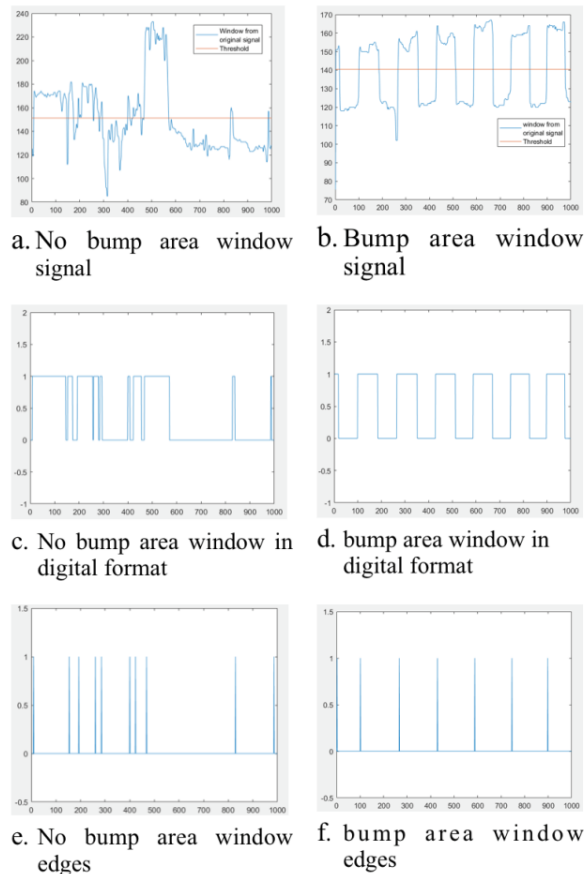 240
220
200
180
160
140
120
100
80
0 100 200 300 400 500 600 700 800 900 1000
Window from
original signal
Threshold
170
160
150
140
130
120
110
100
90
80
70
0 100 200 300 400 500 600 700 800 900 1000
window from
original signal
Threshold
a. No bump area window
signal
b. Bump area window
signal
2
1.5
1
0.5
0
-0.5
-1
0 100 200 300 400 500 600 700 800 900 1000
2
1.5
1
0.5
0
-0.5
-1
0 100 200 300 400 500 600 700 800 900 1000
c. No bump area window in
digital format
d. bump area window in
digital format
1.5
1
0.5
0
-0.5
0 100 200 300 400 500 600 700 800 900 1000
1.5
1
0.5
0
-0.5
0 100 200 300 400 500 600 700 800 900 1000
e. No bump area window
edges
f. bump area window
edges